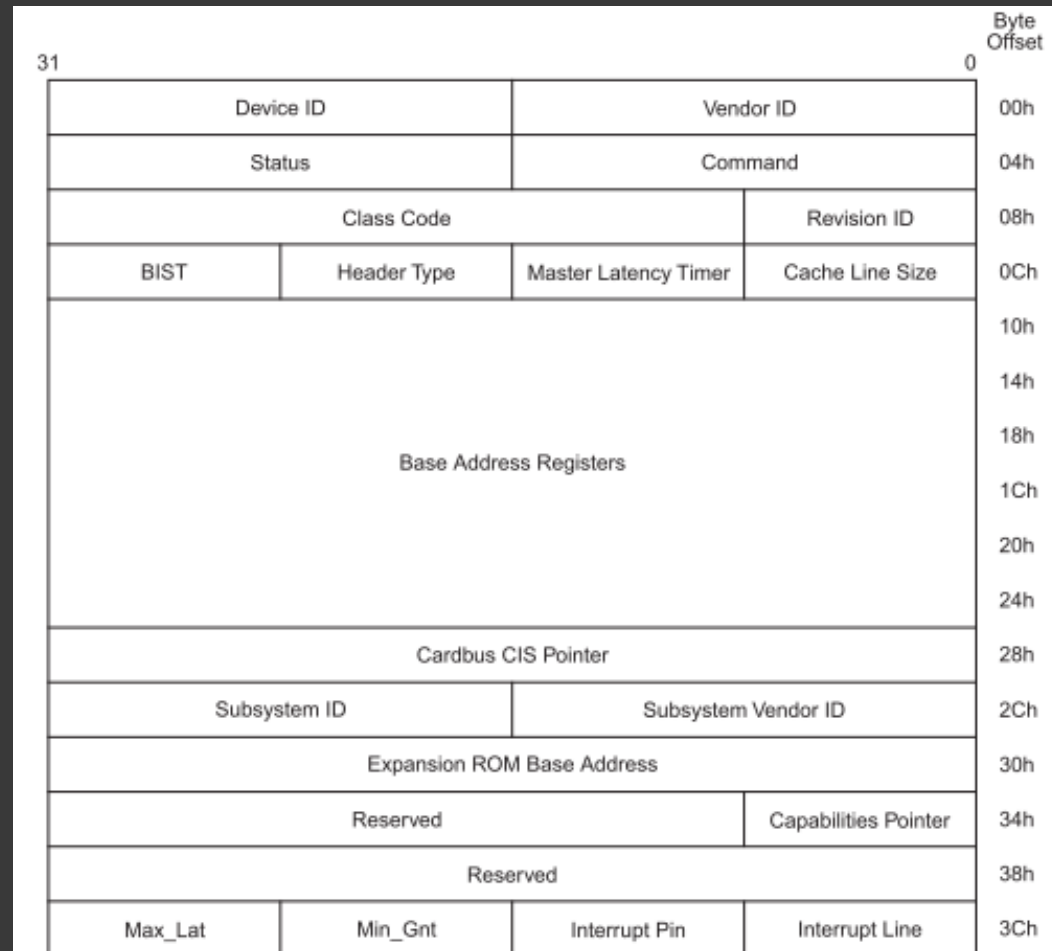 Byte
Offset
31 0
Device ID Vendor ID 00h
Status Command 04h
Class Code Revision ID 08h
BIST Header Type Master Latency Timer Cache Line Size 0Ch
10h
14h
18h
Base Address Registers
1Ch
20h
24h
Cardbus CIS Pointer 28h
Subsystem ID Subsystem Vendor ID 2Ch
Expansion ROM Base Address 30h
Reserved Capabilities Pointer 34h
Reserved 38h
Max_Lat Min_Gnt Interrupt Pin Interrupt Line 3Ch